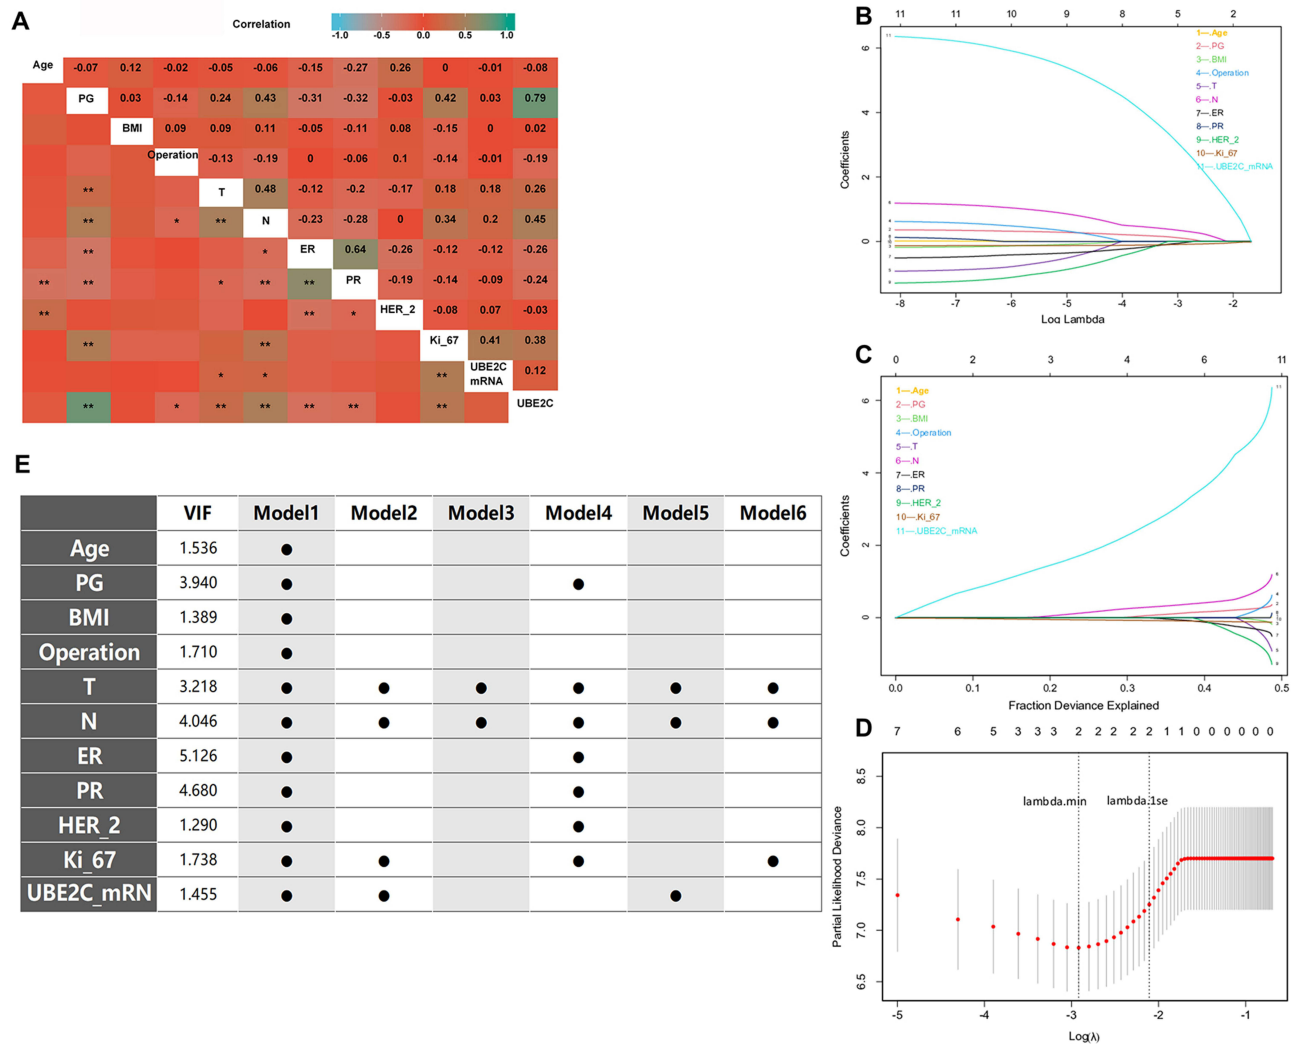 A
Correlation
-1.0 -0.5 0.0 0.5 1.0
Age -0.07 0.12 -0.02 -0.05 -0.06 -0.15 -0.27 0.26 0 -0.01 -0.08
PG 0.03 -0.14 0.24 0.43 -0.31 -0.32 -0.03 0.42 0.03 0.79
BMI 0.09 0.09 0.11 -0.05 -0.11 0.08 -0.15 0 0.02
Operation -0.13 -0.19 0 -0.06 0.1 -0.14 -0.01 -0.19
** T 0.48 -0.12 -0.2 -0.17 0.18 0.18 0.26
** * ** N -0.23 -0.28 0 0.34 0.2 0.45
** * ER 0.64 -0.26 -0.12 -0.12 -0.26
** ** * ** ** PR -0.19 -0.14 -0.09 -0.24
** ** * HER_2 -0.08 0.07 -0.03
** ** Ki_67 0.41 0.38
* * ** UBE2C mRNA 0.12
** * ** ** ** ** ** UBE2C
B
11 11 10 9 8 5 2
Coefficients
6
4
2
0
1—.Age
2—.PG
3—.BMI
4—.Operation
5—.T
6—.N
7—.ER
8—.PR
9—.HER_2
10—.Ki_67
11—.UBE2C_mRNA
-8 -7 -6 -5 -4 -3 -2
Log Lambda
C
0 2 3 4 6 11
Coefficients
6
4
2
0
1—.Age
2—.PG
3—.BMI
4—.Operation
5—.T
6—.N
7—.ER
8—.PR
9—.HER_2
10—.Ki_67
11—.UBE2C_mRNA
0.0 0.1 0.2 0.3 0.4 0.5
Fraction Deviance Explained
D
7 6 5 3 3 3 2 2 2 2 2 1 1 0 0 0 0 0 0
Partial Likelihood Deviance
8.5
8.0
7.5
7.0
6.5
lambda.min lambda.1se
-5 -4 -3 -2 -1
Log(λ)
E
VIF Model1 Model2 Model3 Model4 Model5 Model6
Age 1.536 ●
PG 3.940 ● ●
BMI 1.389 ●
Operation 1.710 ●
T 3.218 ● ● ● ● ● ●
N 4.046 ● ● ● ● ● ●
ER 5.126 ● ●
PR 4.680 ● ●
HER_2 1.290 ● ●
Ki_67 1.738 ● ● ● ●
UBE2C_mRN 1.455 ● ● ●